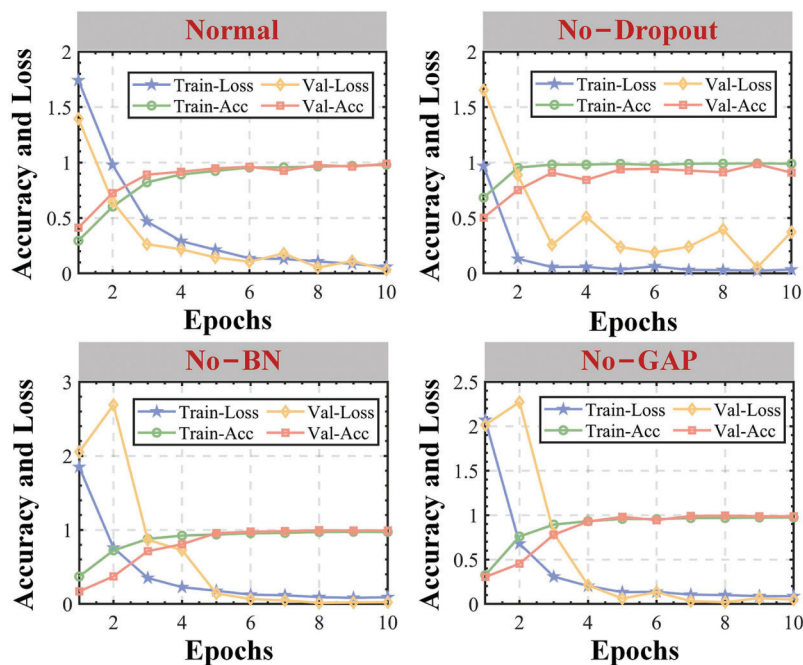 Normal
Accuracy and Loss
2
1.5
1
0.5
0
Train-Loss
Val-Loss
Train-Acc
Val-Acc
2
4
6
8
10
Epochs
No-Dropout
Accuracy and Loss
2
1.5
1
0.5
0
Train-Loss
Val-Loss
Train-Acc
Val-Acc
2
4
6
8
10
Epochs
No-BN
Accuracy and Loss
3
2
1
0
Train-Loss
Val-Loss
Train-Acc
Val-Acc
2
4
6
8
10
Epochs
No-GAP
Accuracy and Loss
2.5
2
1.5
1
0.5
0
Train-Loss
Val-Loss
Train-Acc
Val-Acc
2
4
6
8
10
Epochs